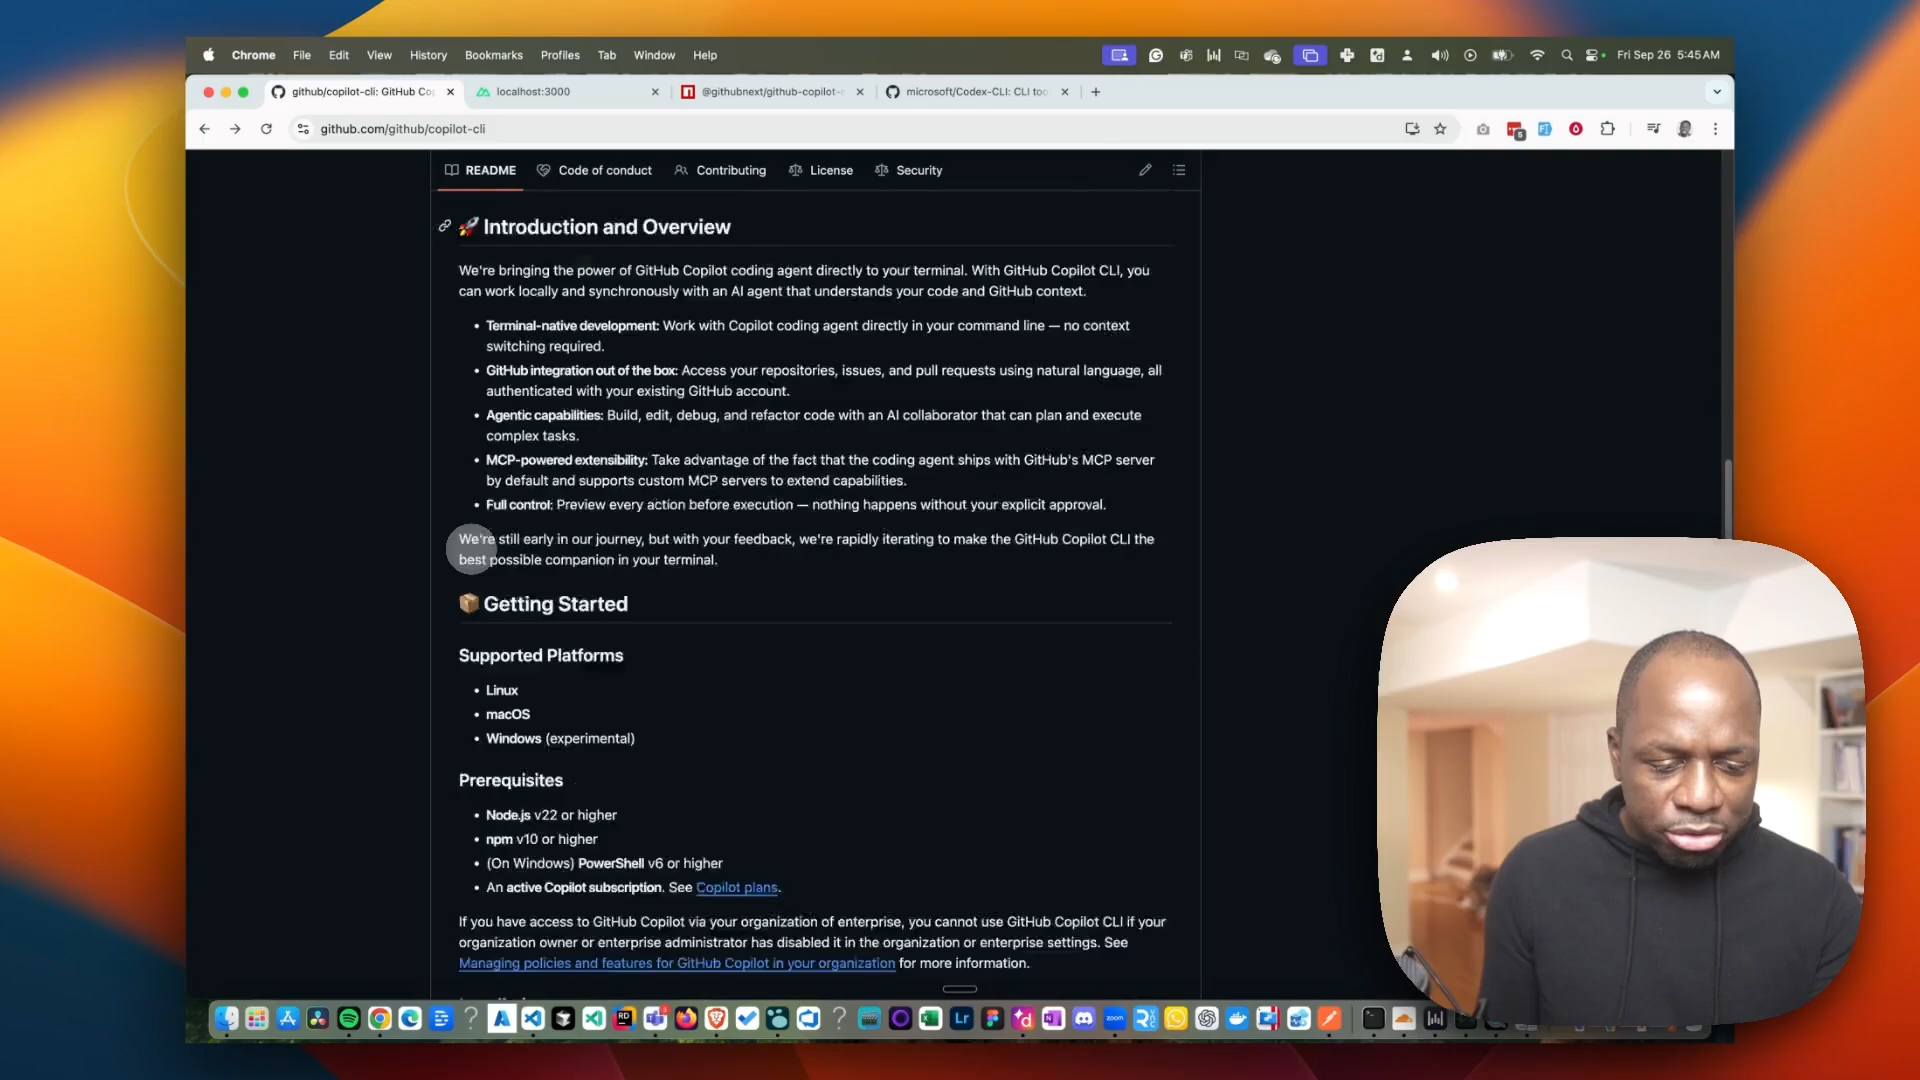 Chrome File Edit View History Bookmarks Profiles Tab Window Help Fri Sep 26 5:45 AM
github/copilot-cli: GitHub Co localhost:3000 @githubnext/github-copilot- microsoft/Codex-CLI: CLI too
github.com/github/copilot-cli
README Code of conduct Contributing License Security
🚀 Introduction and Overview
We're bringing the power of GitHub Copilot coding agent directly to your terminal. With GitHub Copilot CLI, you
can work locally and synchronously with an AI agent that understands your code and GitHub context.
• Terminal-native development: Work with Copilot coding agent directly in your command line — no context
switching required.
• GitHub integration out of the box: Access your repositories, issues, and pull requests using natural language, all
authenticated with your existing GitHub account.
• Agentic capabilities: Build, edit, debug, and refactor code with an AI collaborator that can plan and execute
complex tasks.
• MCP-powered extensibility: Take advantage of the fact that the coding agent ships with GitHub's MCP server
by default and supports custom MCP servers to extend capabilities.
• Full control: Preview every action before execution — nothing happens without your explicit approval.
We're still early in our journey, but with your feedback, we're rapidly iterating to make the GitHub Copilot CLI the
best possible companion in your terminal.
📦 Getting Started
Supported Platforms
• Linux
• macOS
• Windows (experimental)
Prerequisites
• Node.js v22 or higher
• npm v10 or higher
• (On Windows) PowerShell v6 or higher
• An active Copilot subscription. See Copilot plans.
If you have access to GitHub Copilot via your organization of enterprise, you cannot use GitHub Copilot CLI if your
organization owner or enterprise administrator has disabled it in the organization or enterprise settings. See
Managing policies and features for GitHub Copilot in your organization for more information.